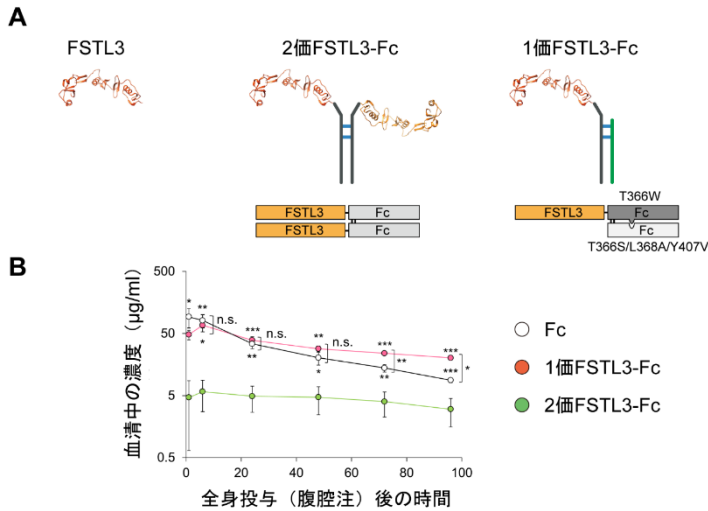 A
FSTL3
2価FSTL3-Fc
1価FSTL3-Fc
T366W
FSTL3 Fc
FSTL3 Fc
FSTL3 Fc
Fc
T366S/L368A/Y407V
B
血清中の濃度（μg/ml）
500
50
5
0.5
* ** n.s. *** n.s. ** n.s. *** ** *** *
* ** * ** ***
0 20 40 60 80 100
全身投与（腹腔注）後の時間
Fc
1価FSTL3-Fc
2価FSTL3-Fc